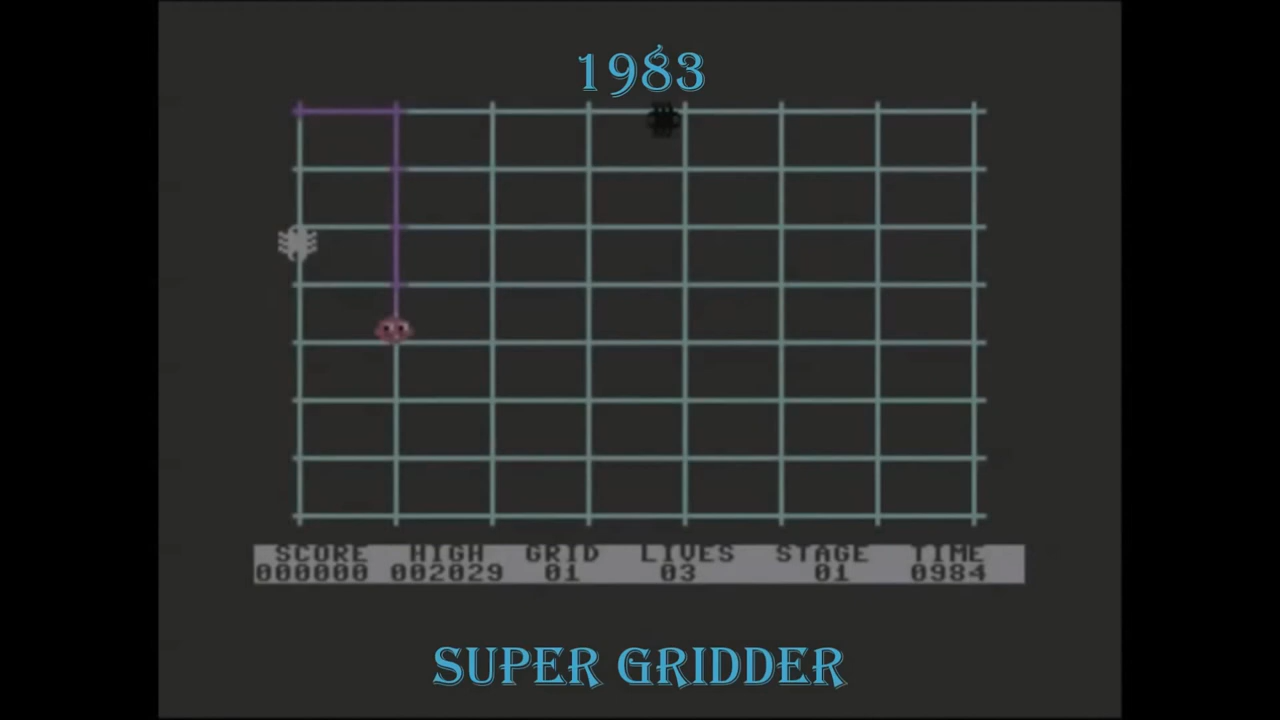 1983
SCORE HIGH GRID LIVES STAGE TIME
000000 002029 01 03 01 0984
SUPER GRIDDER